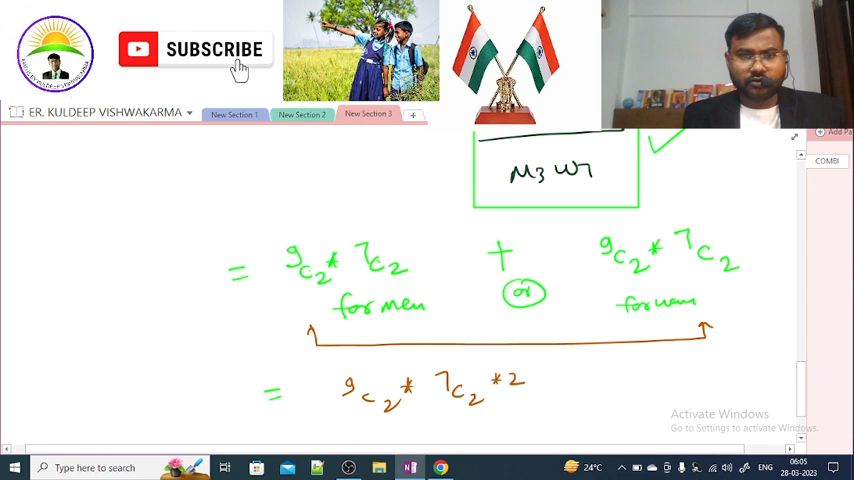 SUBSCRIBE
ER. KULDEEP VISHWAKARMA
New Section 1 New Section 2 New Section 3 +
Add Pa
COMBI
M3 W7
= 9c2 * 7c2 + 9c2 * 7c2
for men or
= 9c2 * 7c2 * 2
Activate Windows
Go to Settings to activate Windows.
Type here to search
24°C
ENG
06:05
28-03-2023